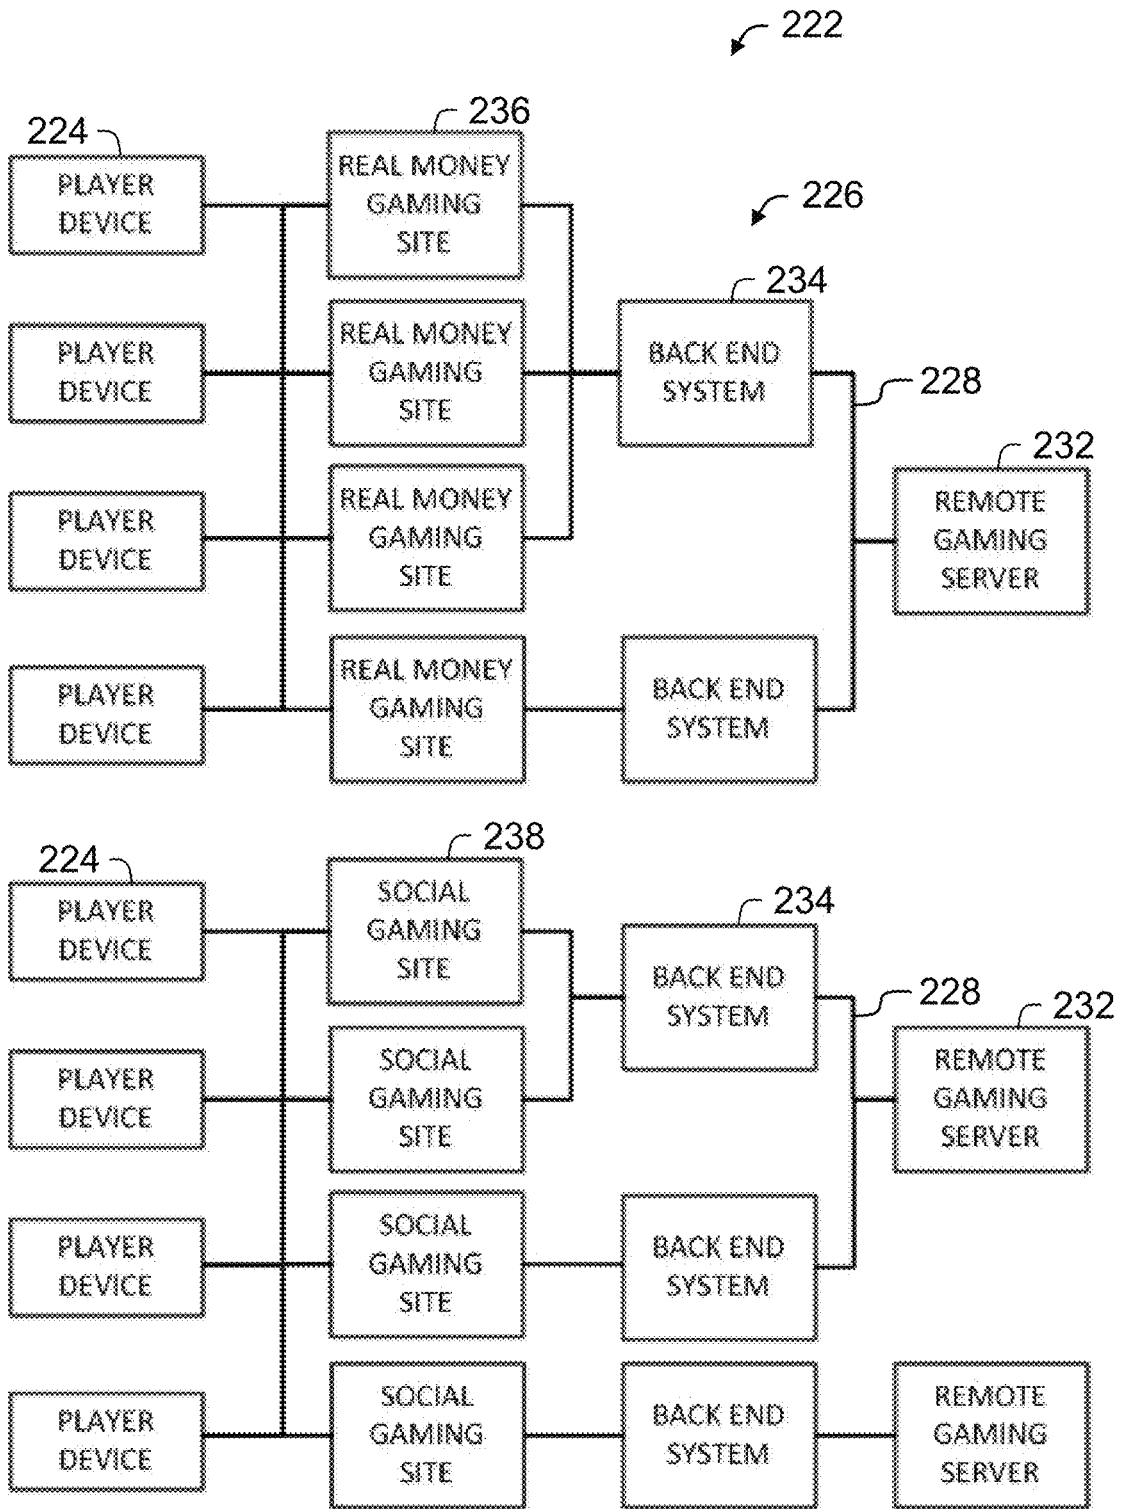 222
224
236
PLAYER
DEVICE
REAL MONEY
GAMING
SITE
226
234
PLAYER
DEVICE
REAL MONEY
GAMING
SITE
BACK END
SYSTEM
228
232
PLAYER
DEVICE
REAL MONEY
GAMING
SITE
REMOTE
GAMING
SERVER
PLAYER
DEVICE
REAL MONEY
GAMING
SITE
BACK END
SYSTEM
224
238
PLAYER
DEVICE
SOCIAL
GAMING
SITE
234
BACK END
SYSTEM
228
232
PLAYER
DEVICE
SOCIAL
GAMING
SITE
REMOTE
GAMING
SERVER
PLAYER
DEVICE
SOCIAL
GAMING
SITE
BACK END
SYSTEM
PLAYER
DEVICE
SOCIAL
GAMING
SITE
BACK END
SYSTEM
REMOTE
GAMING
SERVER